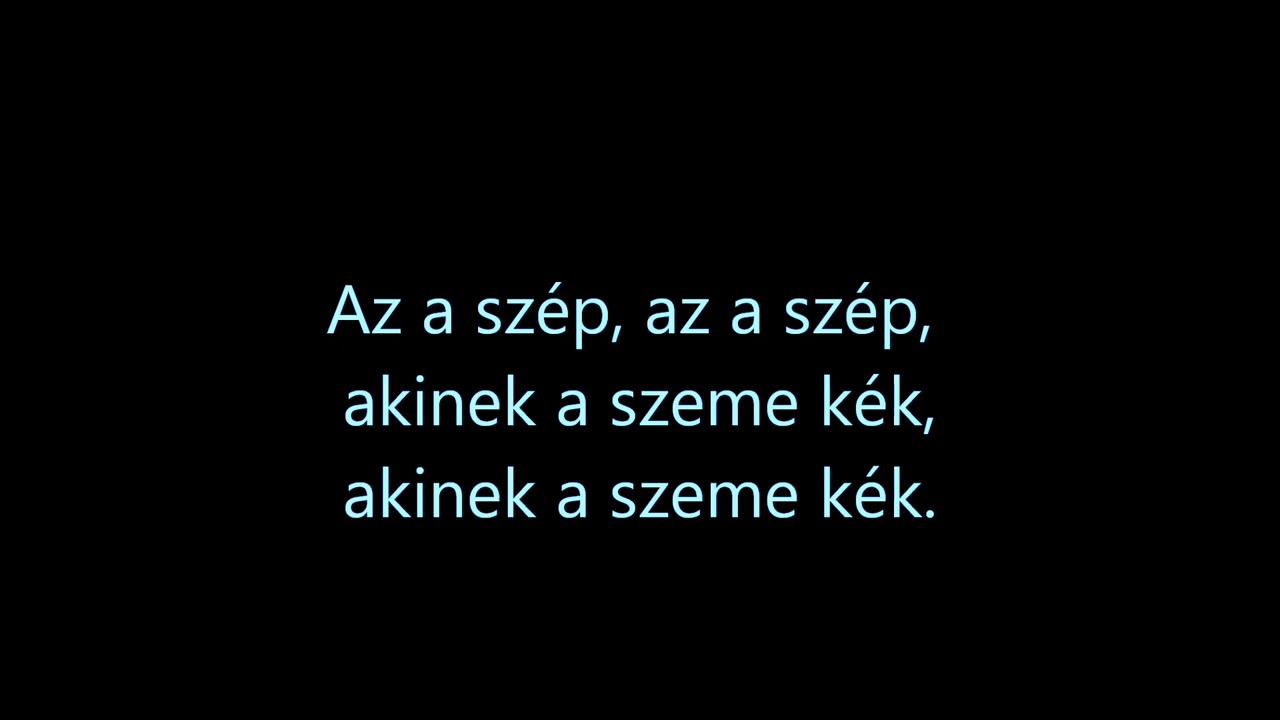 Az a szép, az a szép,
akinek a szeme kék,
akinek a szeme kék.